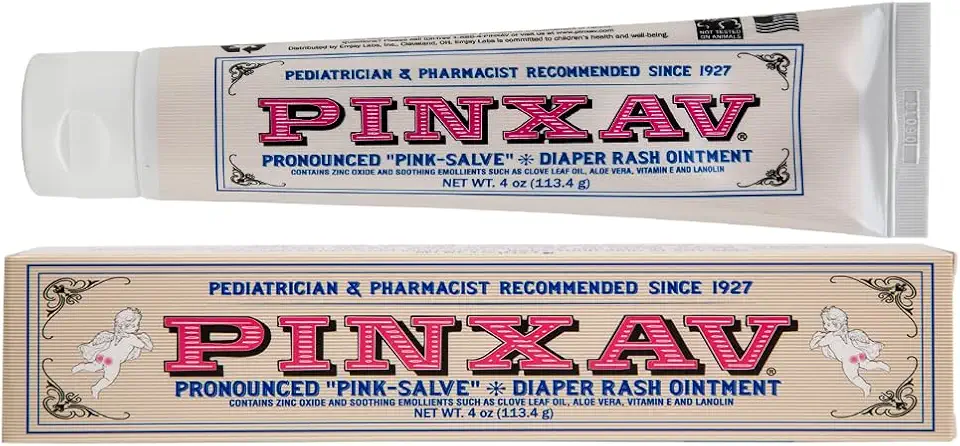 Distributed by Enjay Labs, Inc., Cleveland, OH. Enjay Labs is committed to children's health and well-being.
NOT TESTED
ON ANIMALS
PEDIATRICIAN & PHARMACIST RECOMMENDED SINCE 1927
PINXAV®
PRONOUNCED "PINK-SALVE" ✳ DIAPER RASH OINTMENT
CONTAINS ZINC OXIDE AND SOOTHING EMOLLIENTS SUCH AS CLOVE LEAF OIL, ALOE VERA, VITAMIN E AND LANOLIN
NET WT. 4 oz (113.4 g)
PEDIATRICIAN & PHARMACIST RECOMMENDED SINCE 1927
PINXAV®
PRONOUNCED "PINK-SALVE" ✳ DIAPER RASH OINTMENT
CONTAINS ZINC OXIDE AND SOOTHING EMOLLIENTS SUCH AS CLOVE LEAF OIL, ALOE VERA, VITAMIN E AND LANOLIN
NET WT. 4 oz (113.4 g)